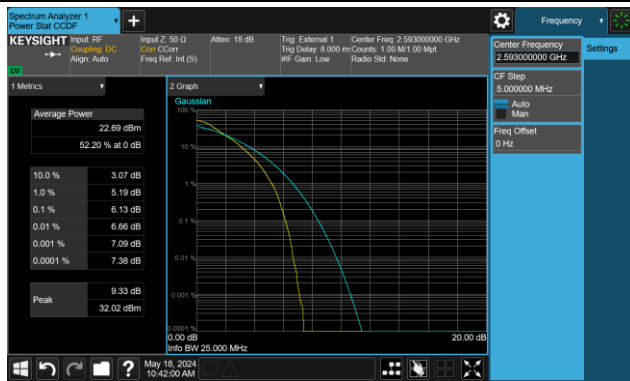 Spectrum Analyzer 1
Power Stat CCDF
Frequency
KEYSIGHT
Input: RF
Coupling: DC
Align: Auto
Input Z: 50 Ω
Corr CCorr
Freq Ref: Int (S)
Atten: 18 dB
Trig: External 1
Trig Delay: 8.000 m
#IF Gain: Low
Center Freq: 2.593000000 GHz
Counts: 1.00 M/1.00 Mpt
Radio Std: None
Center Frequency
2.593000000 GHz
Settings
CF Step
5.000000 MHz
Auto
Man
Freq Offset
0 Hz
1 Metrics
Average Power
22.69 dBm
52.20 % at 0 dB
10.0 % 3.07 dB
1.0 % 5.19 dB
0.1 % 6.13 dB
0.01 % 6.66 dB
0.001 % 7.09 dB
0.0001 % 7.38 dB
Peak
9.33 dB
32.02 dBm
2 Graph
Gaussian
100 %
10 %
1 %
0.1 %
0.01 %
0.001 %
0.0001 %
0.00 dB
20.00 dB
Info BW 25.000 MHz
?
May 18, 2024
10:42:00 AM